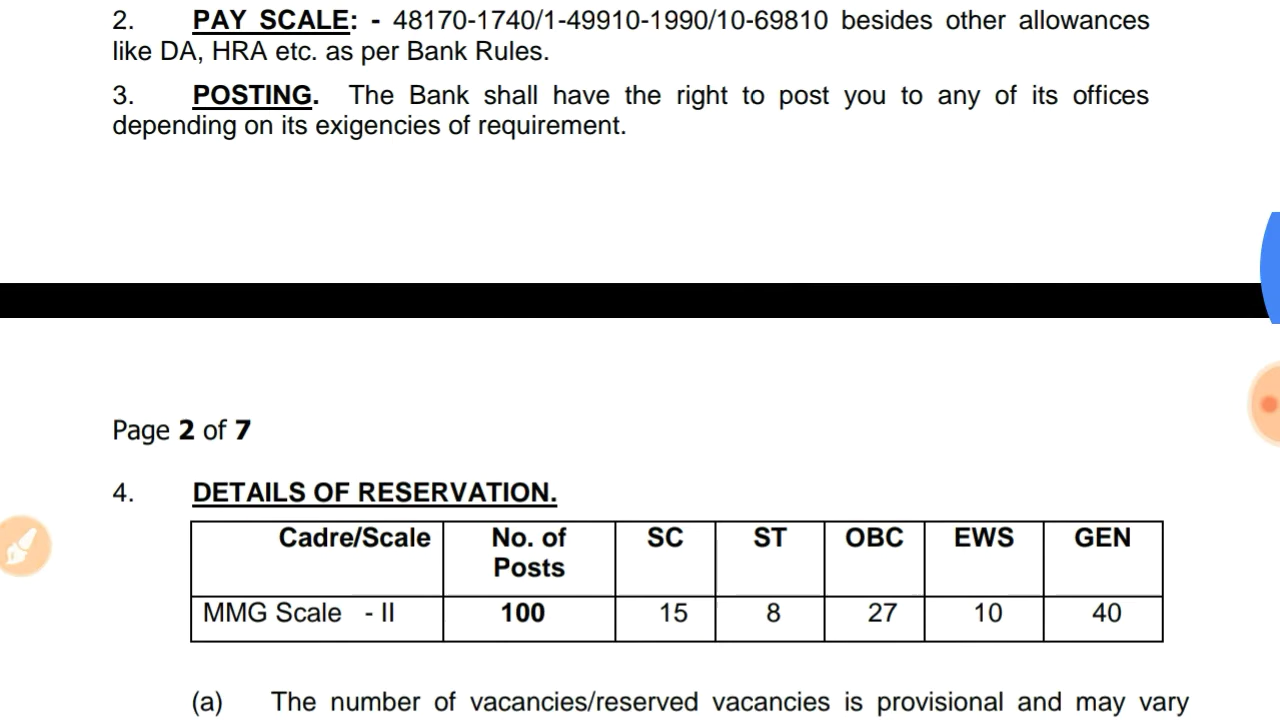 2. PAY SCALE: - 48170-1740/1-49910-1990/10-69810 besides other allowances
like DA, HRA etc. as per Bank Rules.
3. POSTING. The Bank shall have the right to post you to any of its offices
depending on its exigencies of requirement.
Page 2 of 7
4. DETAILS OF RESERVATION.
Cadre/Scale No. of Posts SC ST OBC EWS GEN
MMG Scale - II 100 15 8 27 10 40
(a) The number of vacancies/reserved vacancies is provisional and may vary